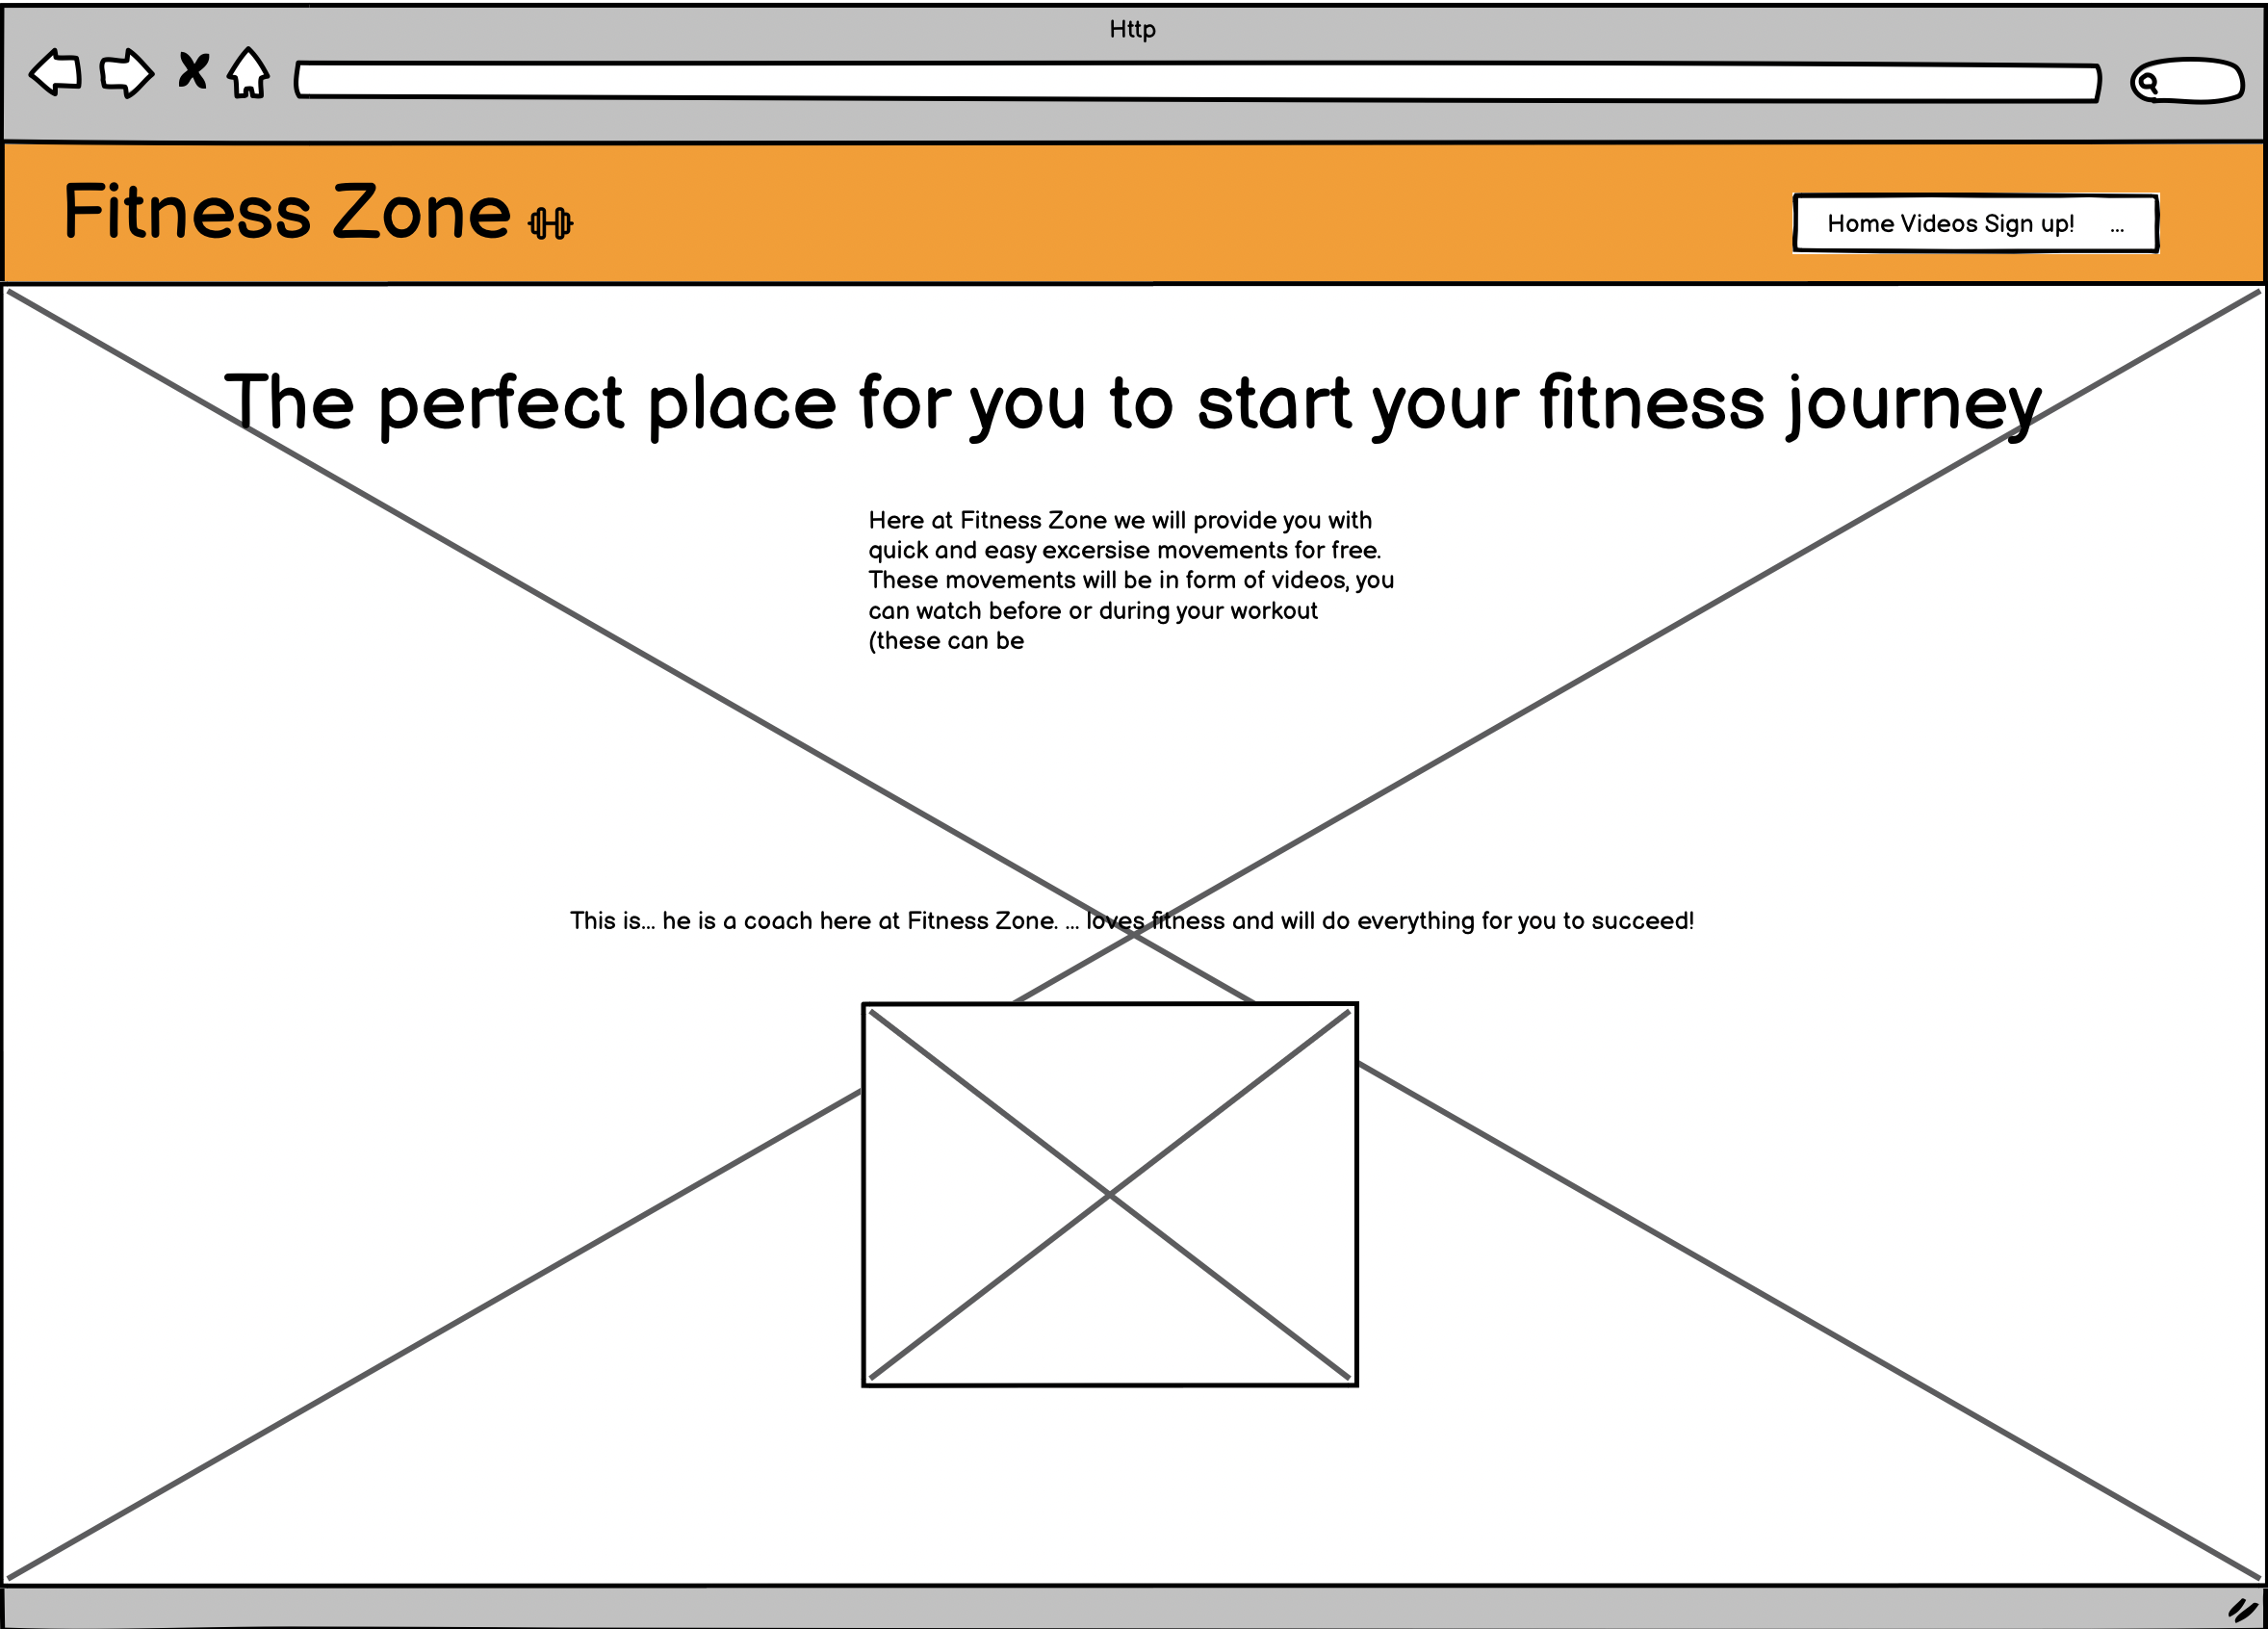 Http
Fitness Zone
Home Videos Sign up! ...
The perfect place for you to start your fitness journey
Here at Fitness Zone we will provide you with
quick and easy excersise movements for free.
These movements will be in form of videos, you
can watch before or during your workout
(these can be
This is... he is a coach here at Fitness Zone. ... loves fitness and will do everything for you to succeed!